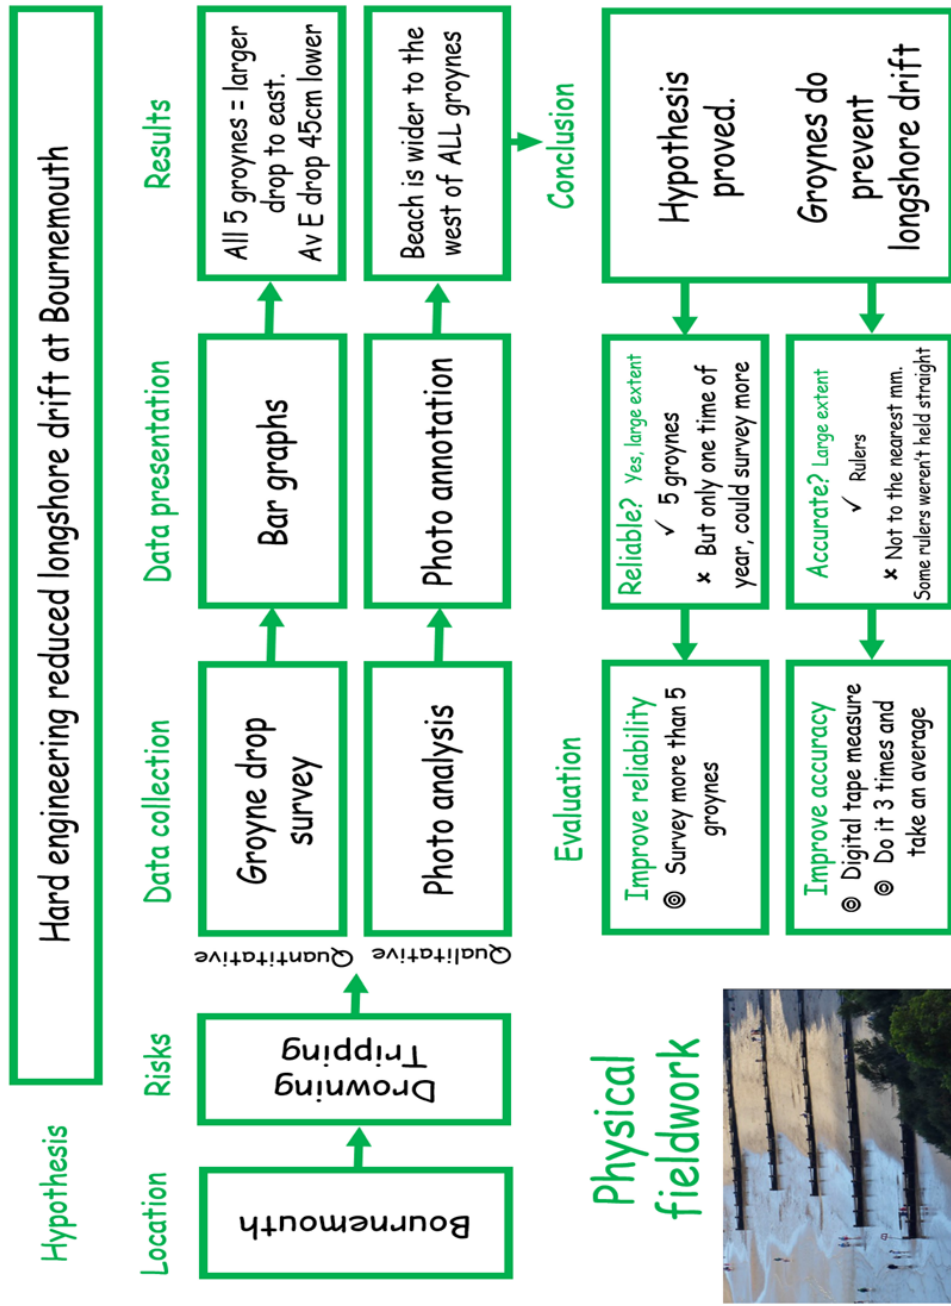 Hypothesis
Hard engineering reduced longshore drift at Bournemouth
Location
Risks
Data collection
Data presentation
Results
Bournemouth
Drowning
Tripping
Quantitative
Groyne drop
survey
Bar graphs
All 5 groynes = larger
drop to east.
Av E drop 45cm lower
Qualitative
Photo analysis
Photo annotation
Beach is wider to the
west of ALL groynes
Physical
fieldwork
Evaluation
Conclusion
Improve reliability
◎ Survey more than 5
groynes
Reliable? Yes, large extent
✓ 5 groynes
× But only one time of
year, could survey more
Hypothesis
proved.
Groynes do
prevent
longshore drift
Improve accuracy
◎ Digital tape measure
◎ Do it 3 times and
take an average
Accurate? Large extent
✓ Rulers
× Not to the nearest mm.
Some rulers weren't held straight